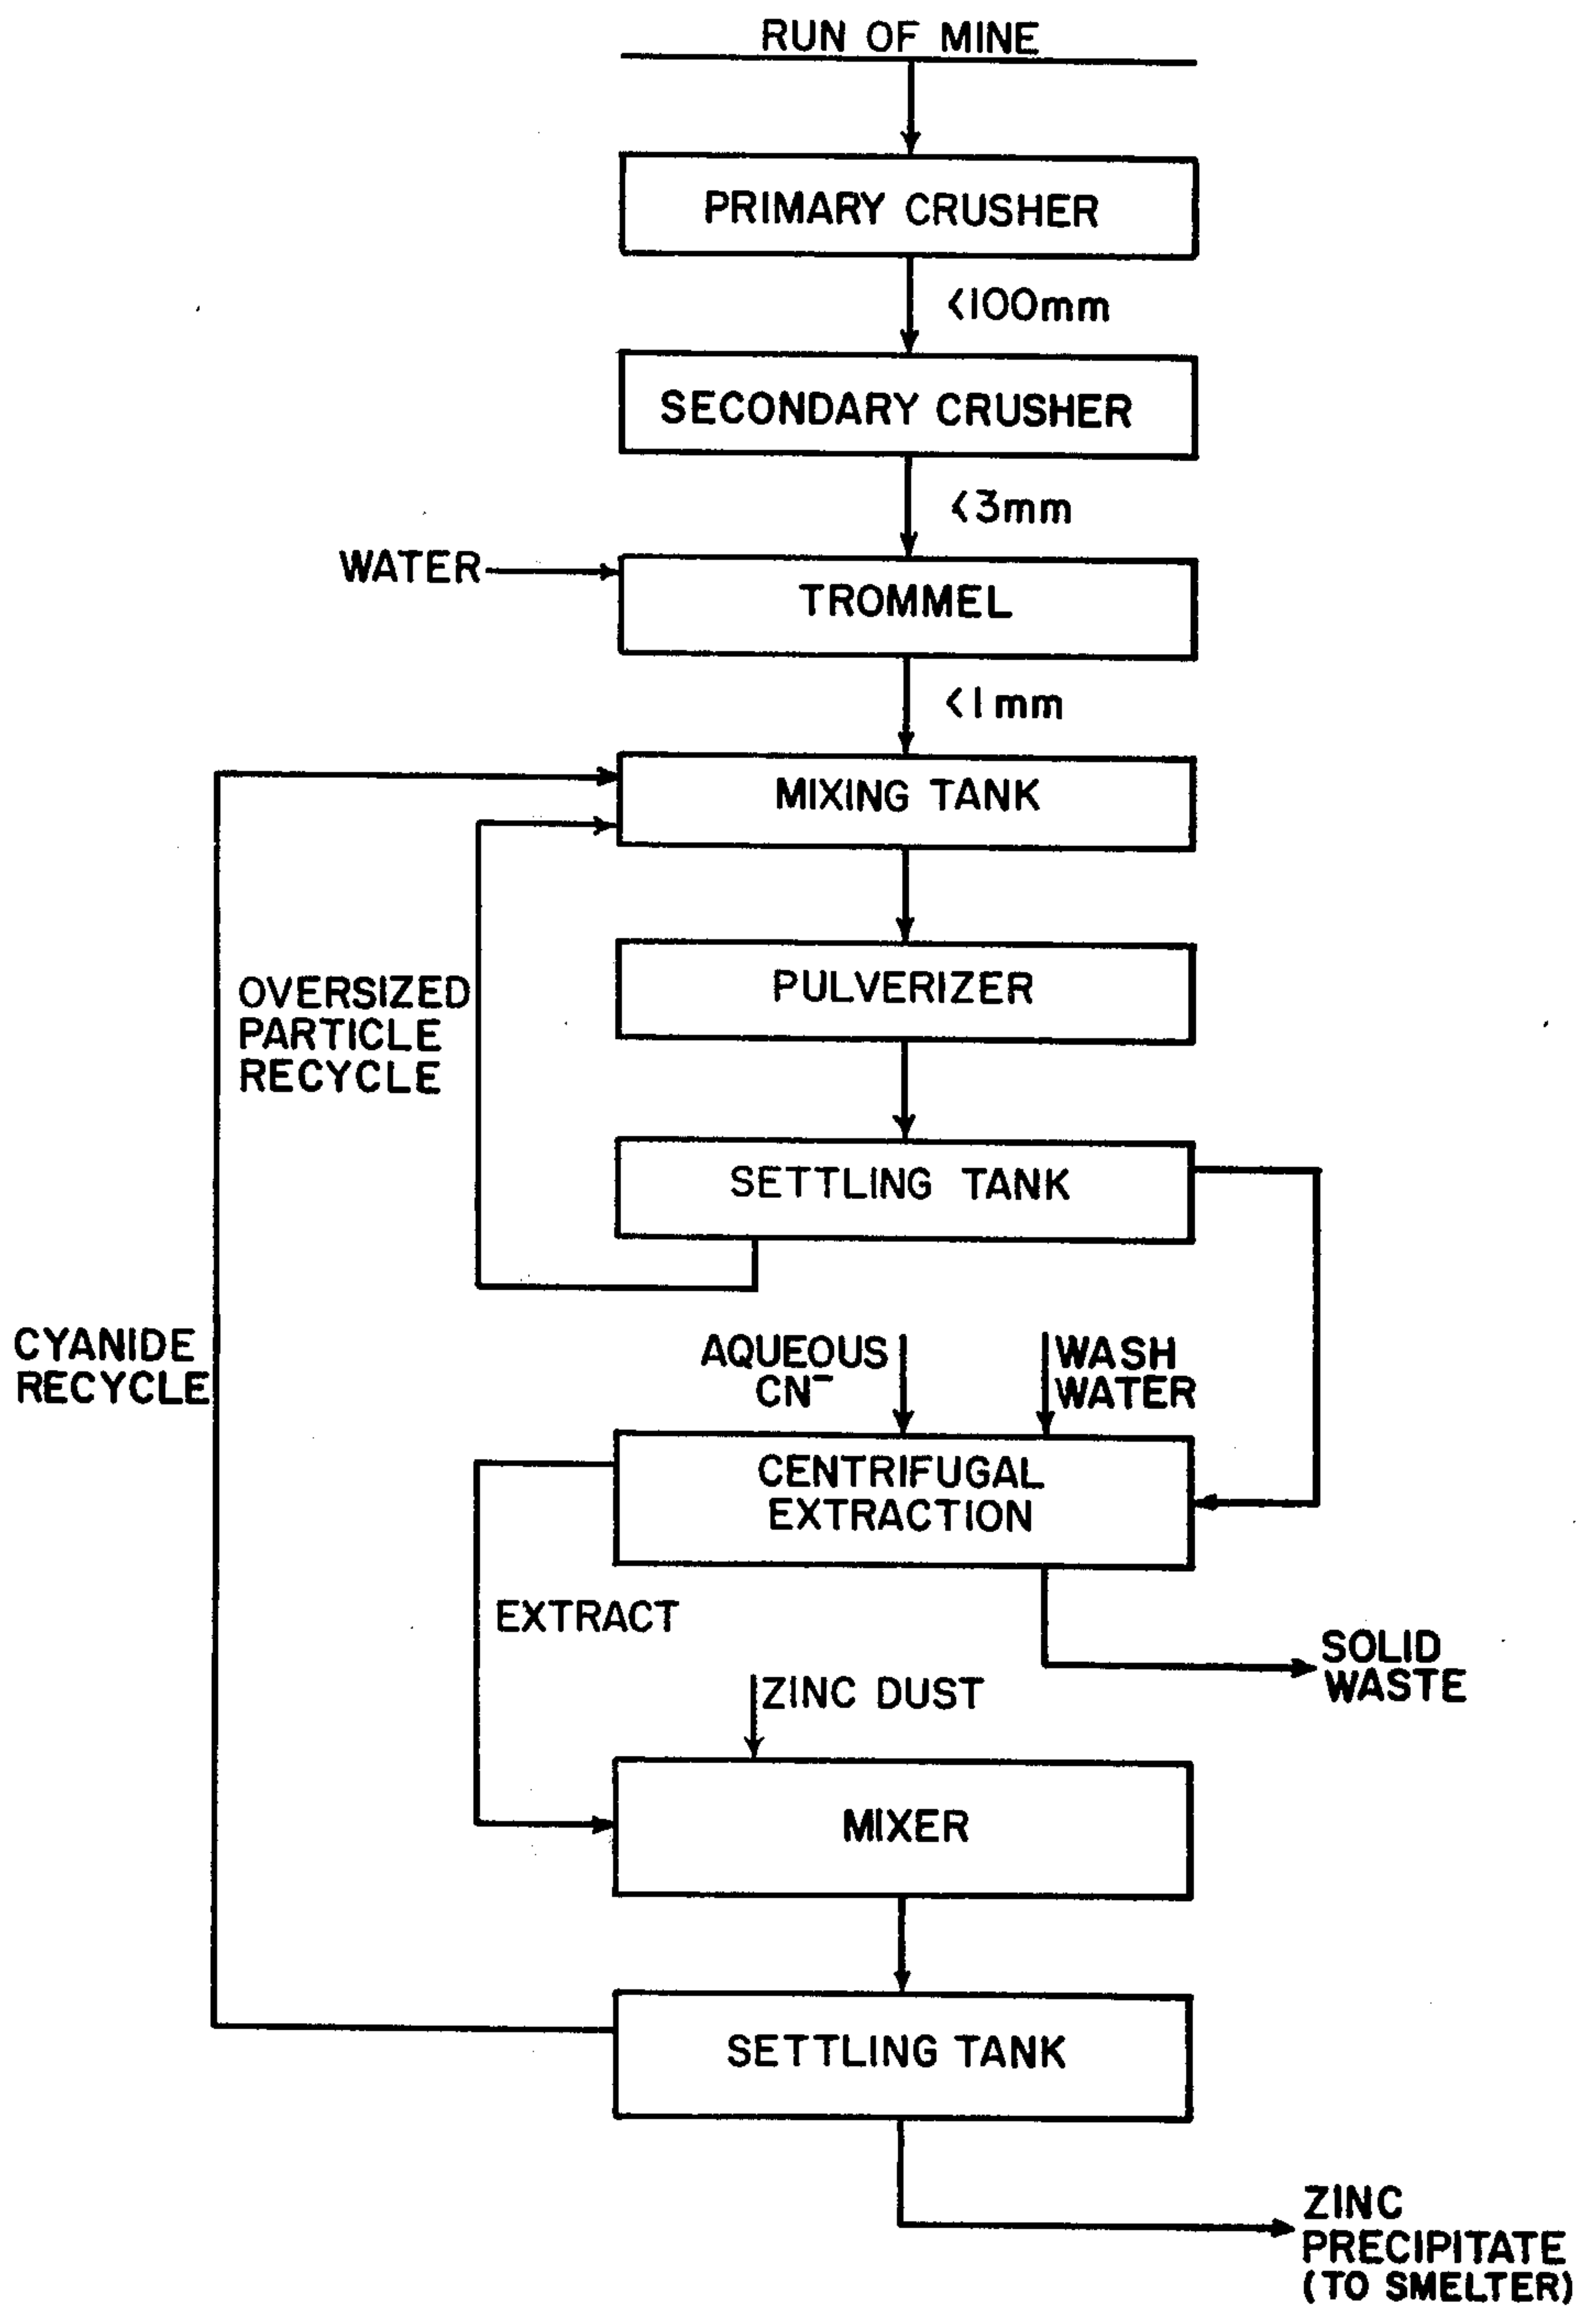 RUN OF MINE
PRIMARY CRUSHER
<100mm
SECONDARY CRUSHER
<3mm
WATER
TROMMEL
<1mm
MIXING TANK
PULVERIZER
OVERSIZED
PARTICLE
RECYCLE
SETTLING TANK
CYANIDE
RECYCLE
AQUEOUS
CN⁻
WASH
WATER
CENTRIFUGAL
EXTRACTION
EXTRACT
SOLID
WASTE
ZINC DUST
MIXER
SETTLING TANK
ZINC
PRECIPITATE
(TO SMELTER)